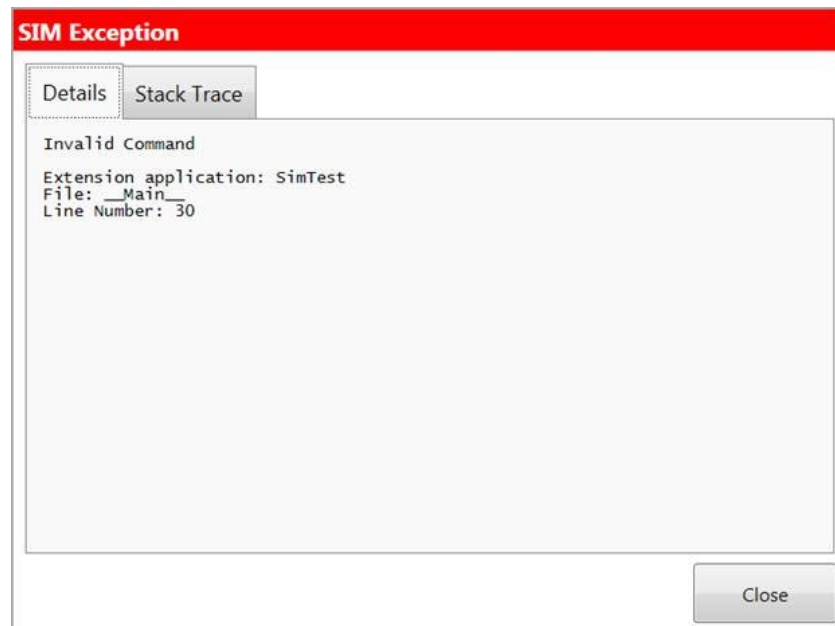 SIM Exception
Details
Stack Trace
Invalid Command
Extension application: SimTest
File: __Main__
Line Number: 30
Close